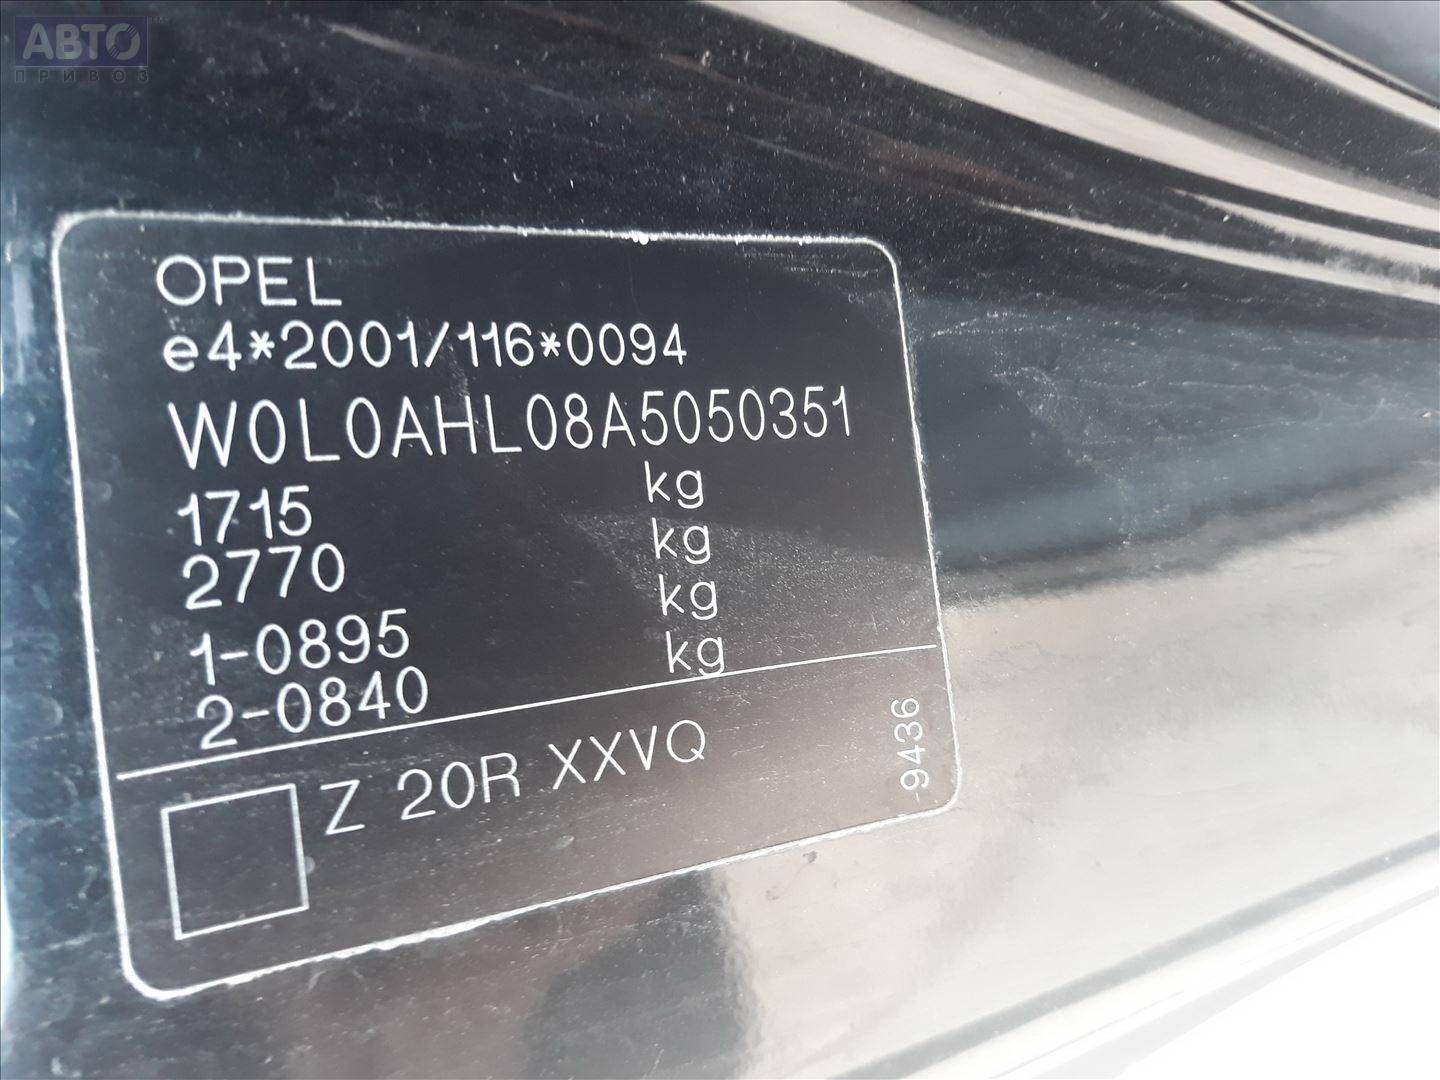 АВТО
ПРИВОЗ
OPEL
e4*2001/116*0094
W0L0AHL08A5050351
1715 kg
2770 kg
1-0895 kg
2-0840 kg
Z 20R XXVQ
-9436